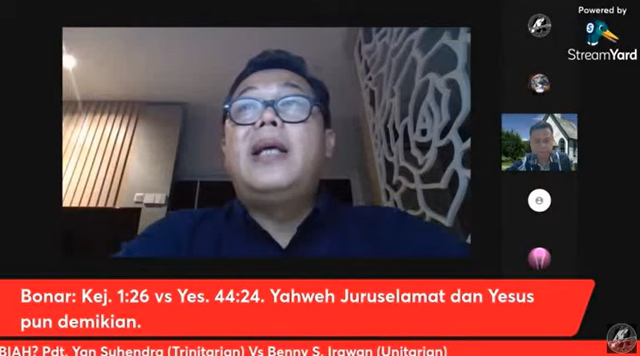 Powered by
StreamYard
Bonar: Kej. 1:26 vs Yes. 44:24. Yahweh Juruselamat dan Yesus
pun demikian.
BIAH? Pdt. Yan Suhendra (Trinitarian) Vs Benny S. Irawan (Unitarian)